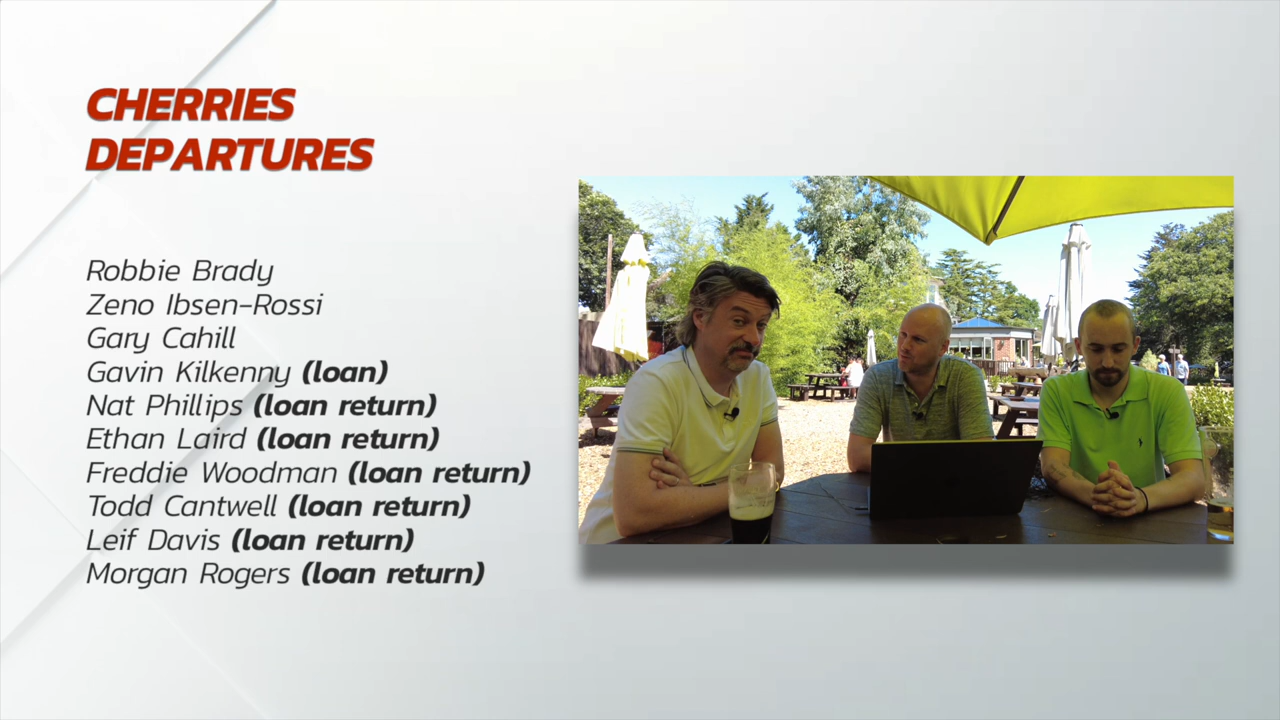 CHERRIES
DEPARTURES
Robbie Brady
Zeno Ibsen-Rossi
Gary Cahill
Gavin Kilkenny (loan)
Nat Phillips (loan return)
Ethan Laird (loan return)
Freddie Woodman (loan return)
Todd Cantwell (loan return)
Leif Davis (loan return)
Morgan Rogers (loan return)